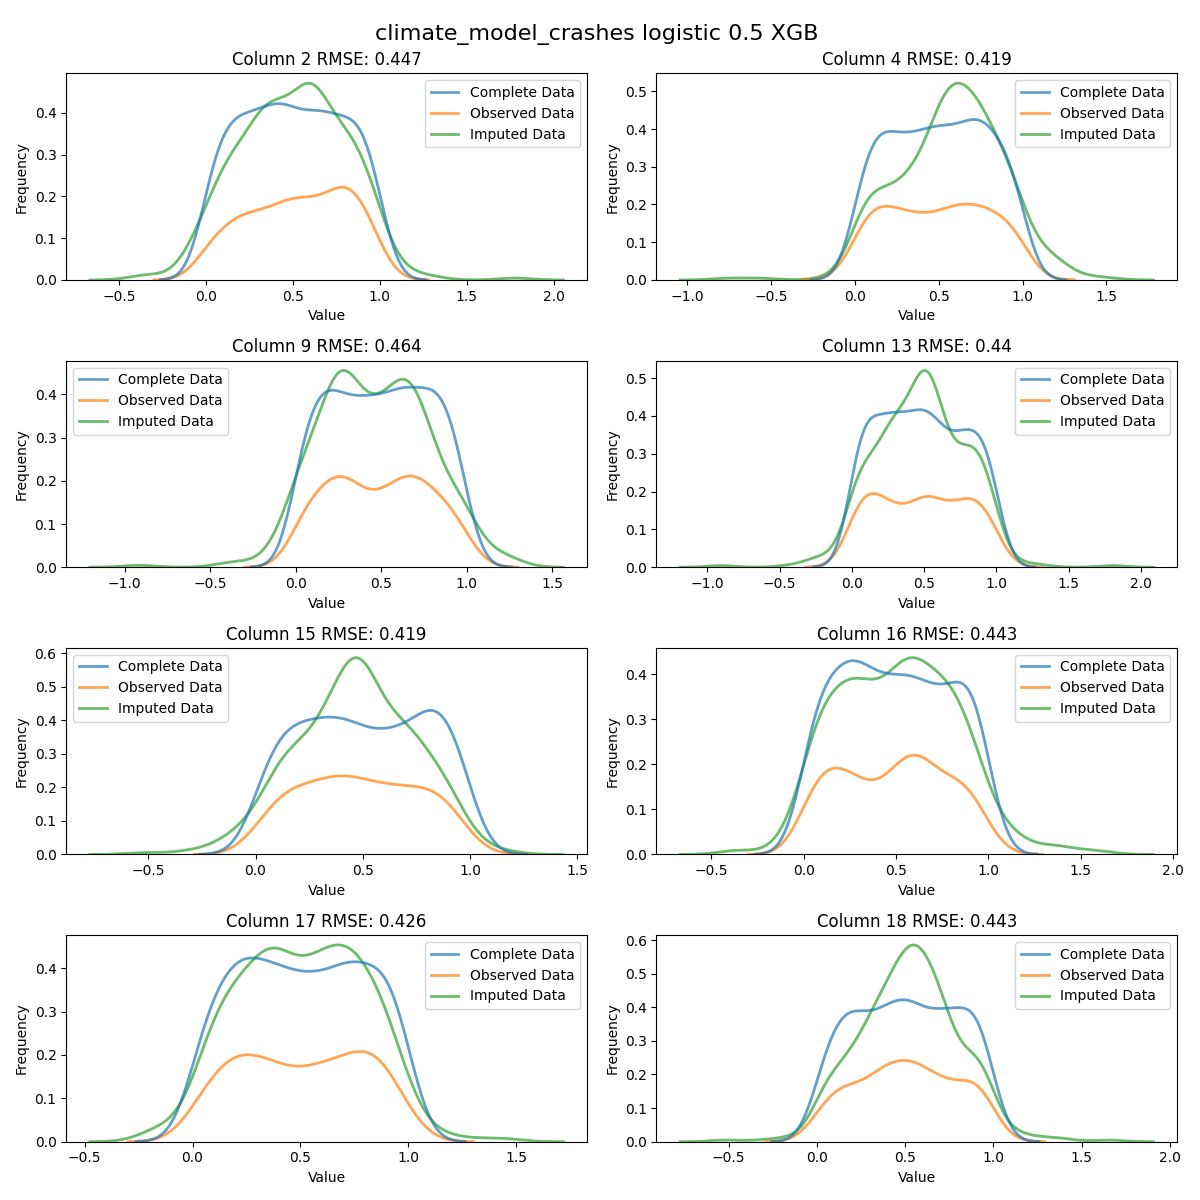 climate_model_crashes logistic 0.5 XGB
Column 2 RMSE: 0.447
Frequency
0.4
0.3
0.2
0.1
0.0
Complete Data
Observed Data
Imputed Data
−0.5 0.0 0.5 1.0 1.5 2.0
Value
Column 4 RMSE: 0.419
Frequency
0.5
0.4
0.3
0.2
0.1
0.0
Complete Data
Observed Data
Imputed Data
−1.0 −0.5 0.0 0.5 1.0 1.5
Value
Column 9 RMSE: 0.464
Frequency
0.4
0.3
0.2
0.1
0.0
Complete Data
Observed Data
Imputed Data
−1.0 −0.5 0.0 0.5 1.0 1.5
Value
Column 13 RMSE: 0.44
Frequency
0.5
0.4
0.3
0.2
0.1
0.0
Complete Data
Observed Data
Imputed Data
−1.0 −0.5 0.0 0.5 1.0 1.5 2.0
Value
Column 15 RMSE: 0.419
Frequency
0.6
0.5
0.4
0.3
0.2
0.1
0.0
Complete Data
Observed Data
Imputed Data
−0.5 0.0 0.5 1.0 1.5
Value
Column 16 RMSE: 0.443
Frequency
0.4
0.3
0.2
0.1
0.0
Complete Data
Observed Data
Imputed Data
−0.5 0.0 0.5 1.0 1.5 2.0
Value
Column 17 RMSE: 0.426
Frequency
0.4
0.3
0.2
0.1
0.0
Complete Data
Observed Data
Imputed Data
−0.5 0.0 0.5 1.0 1.5
Value
Column 18 RMSE: 0.443
Frequency
0.6
0.5
0.4
0.3
0.2
0.1
0.0
Complete Data
Observed Data
Imputed Data
−0.5 0.0 0.5 1.0 1.5 2.0
Value